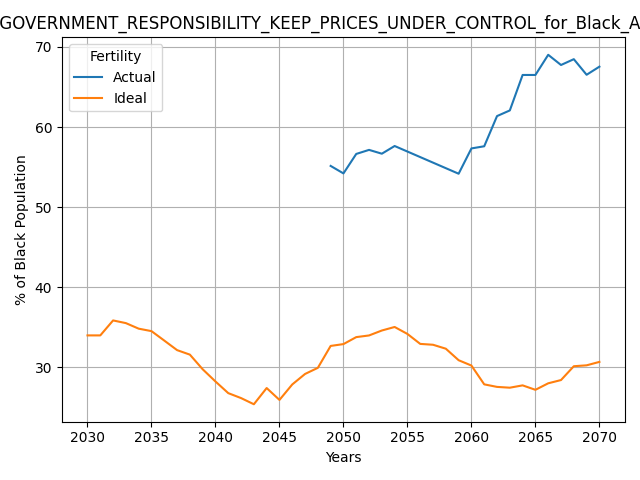 GOVERNMENT_RESPONSIBILITY_KEEP_PRICES_UNDER_CONTROL_for_Black_A
Fertility
Actual
Ideal
70
60
50
40
30
% of Black Population
2030 2035 2040 2045 2050 2055 2060 2065 2070
Years